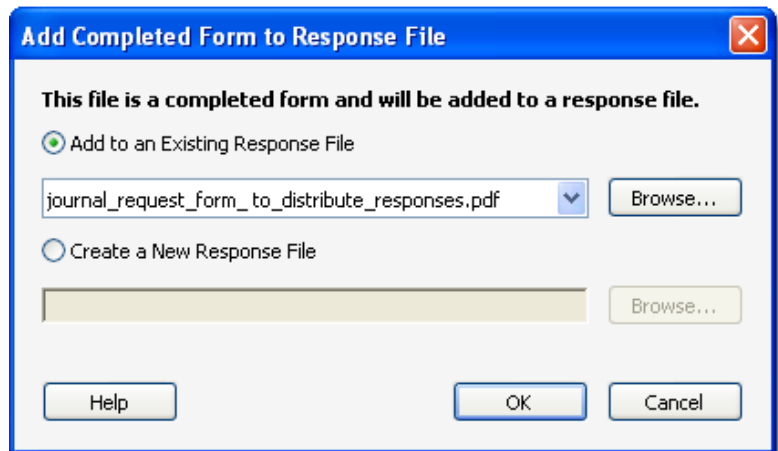 Add Completed Form to Response File
This file is a completed form and will be added to a response file.
Add to an Existing Response File
journal_request_form_ to_distribute_responses.pdf Browse...
Create a New Response File
Browse...
Help OK Cancel